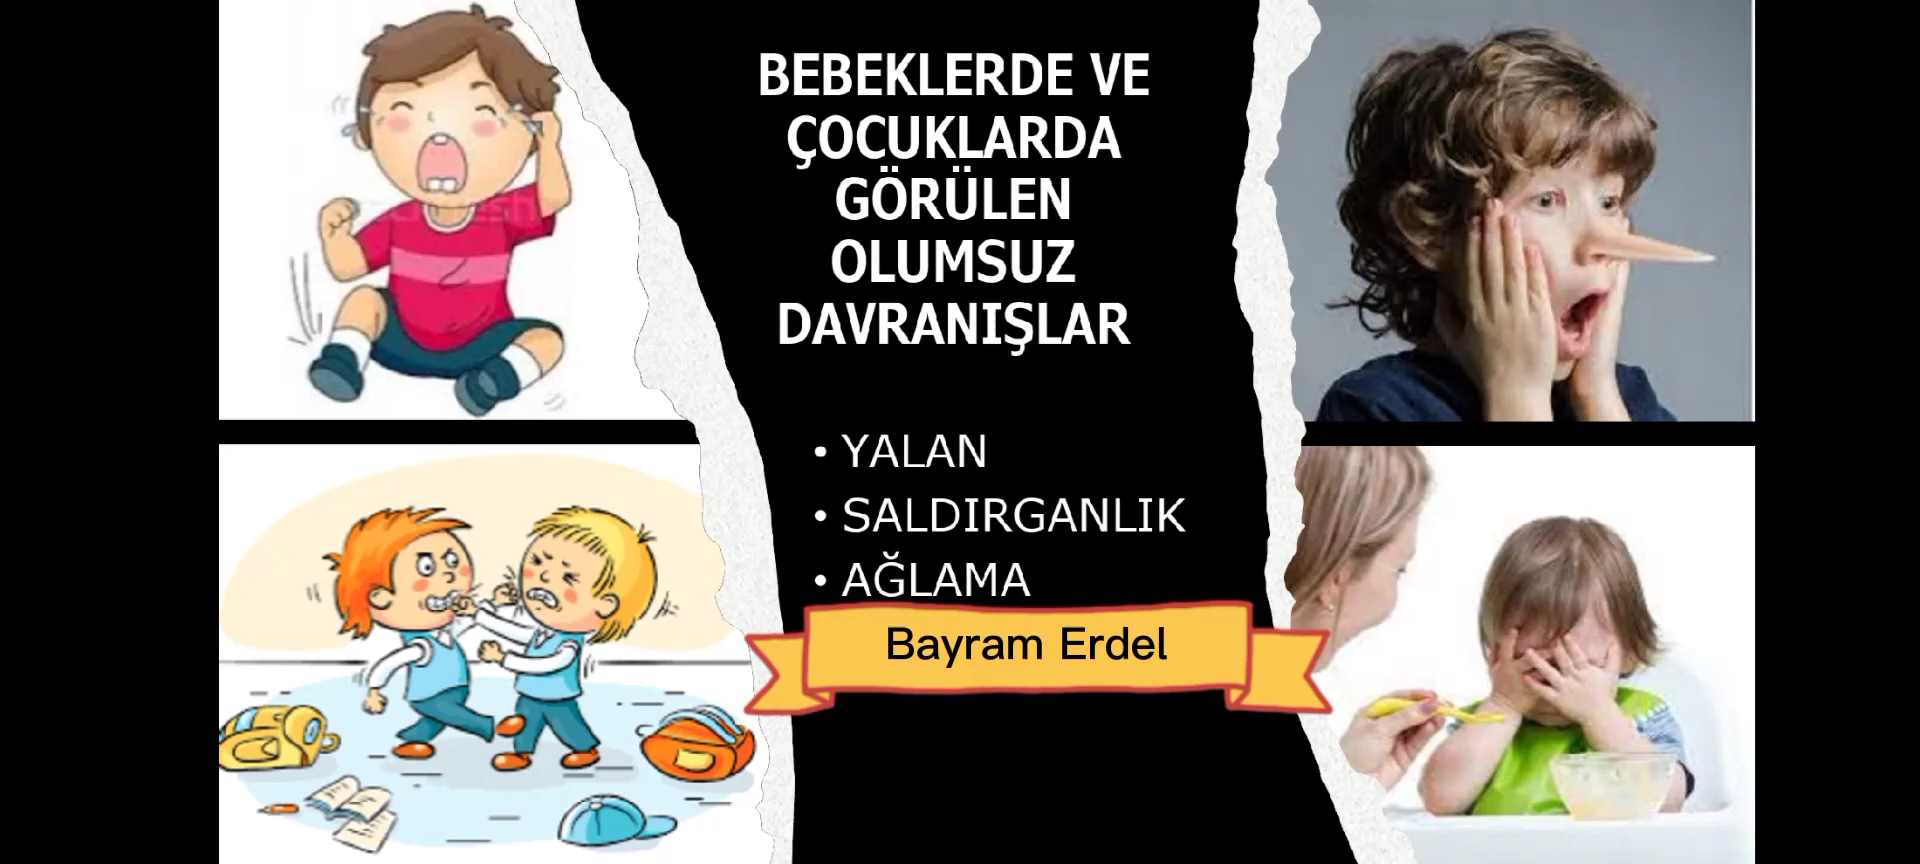 BEBEKLERDE VE
ÇOCUKLARDA
GÖRÜLEN
OLUMSUZ
DAVRANIŞLAR
• YALAN
• SALDIRGANLIK
• AĞLAMA
Bayram Erdel